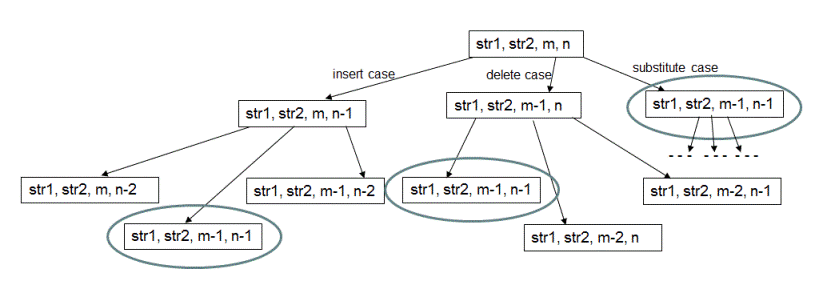 str1, str2, m, n
insert case
delete case
substitute case
str1, str2, m, n-1
str1, str2, m-1, n
str1, str2, m-1, n-1
--- --- ---
str1, str2, m, n-2
str1, str2, m-1, n-2
str1, str2, m-1, n-1
str1, str2, m-2, n-1
str1, str2, m-1, n-1
str1, str2, m-2, n